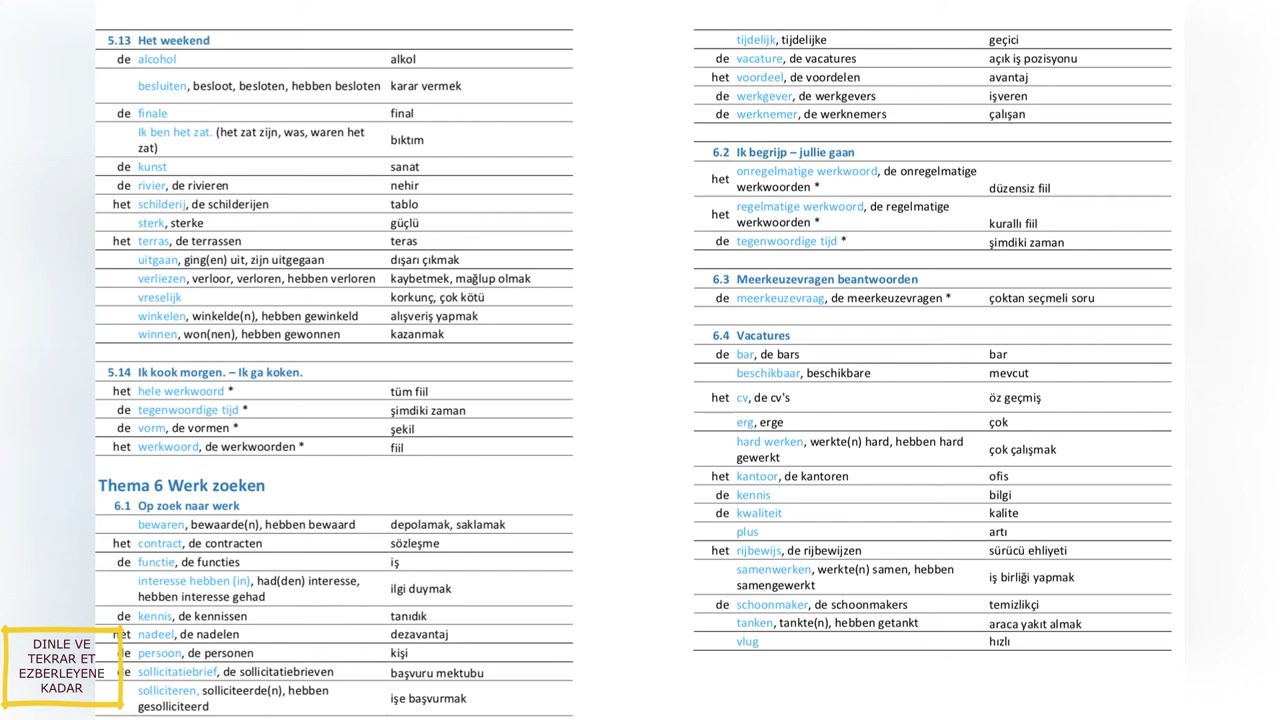 5.13 Het weekend
de alcohol alkol
besluiten, besloot, besloten, hebben besloten karar vermek
de finale final
Ik ben het zat. (het zat zijn, was, waren het
zat) bıktım
de kunst sanat
de rivier, de rivieren nehir
het schilderij, de schilderijen tablo
sterk, sterke güçlü
het terras, de terrassen teras
uitgaan, ging(en) uit, zijn uitgegaan dışarı çıkmak
verliezen, verloor, verloren, hebben verloren kaybetmek, mağlup olmak
vreselijk korkunç, çok kötü
winkelen, winkelde(n), hebben gewinkeld alışveriş yapmak
winnen, won(nen), hebben gewonnen kazanmak
5.14 Ik kook morgen. – Ik ga koken.
het hele werkwoord * tüm fiil
de tegenwoordige tijd * şimdiki zaman
de vorm, de vormen * şekil
het werkwoord, de werkwoorden * fiil
Thema 6 Werk zoeken
6.1 Op zoek naar werk
bewaren, bewaarde(n), hebben bewaard depolamak, saklamak
het contract, de contracten sözleşme
de functie, de functies iş
interesse hebben (in), had(den) interesse,
hebben interesse gehad ilgi duymak
de kennis, de kennissen tanıdık
het nadeel, de nadelen dezavantaj
de persoon, de personen kişi
de sollicitatiebrief, de sollicitatiebrieven başvuru mektubu
solliciteren, solliciteerde(n), hebben
gesolliciteerd işe başvurmak
DINLE VE
TEKRAR ET
EZBERLEYENE
KADAR
tijdelijk, tijdelijke geçici
de vacature, de vacatures açık iş pozisyonu
het voordeel, de voordelen avantaj
de werkgever, de werkgevers işveren
de werknemer, de werknemers çalışan
6.2 Ik begrijp – jullie gaan
het onregelmatige werkwoord, de onregelmatige
werkwoorden * düzensiz fiil
het regelmatige werkwoord, de regelmatige
werkwoorden * kurallı fiil
de tegenwoordige tijd * şimdiki zaman
6.3 Meerkeuzevragen beantwoorden
de meerkeuzevraag, de meerkeuzevragen * çoktan seçmeli soru
6.4 Vacatures
de bar, de bars bar
beschikbaar, beschikbare mevcut
het cv, de cv's öz geçmiş
erg, erge çok
hard werken, werkte(n) hard, hebben hard
gewerkt çok çalışmak
het kantoor, de kantoren ofis
de kennis bilgi
de kwaliteit kalite
plus artı
het rijbewijs, de rijbewijzen sürücü ehliyeti
samenwerken, werkte(n) samen, hebben
samengewerkt iş birliği yapmak
de schoonmaker, de schoonmakers temizlikçi
tanken, tankte(n), hebben getankt araca yakıt almak
vlug hızlı